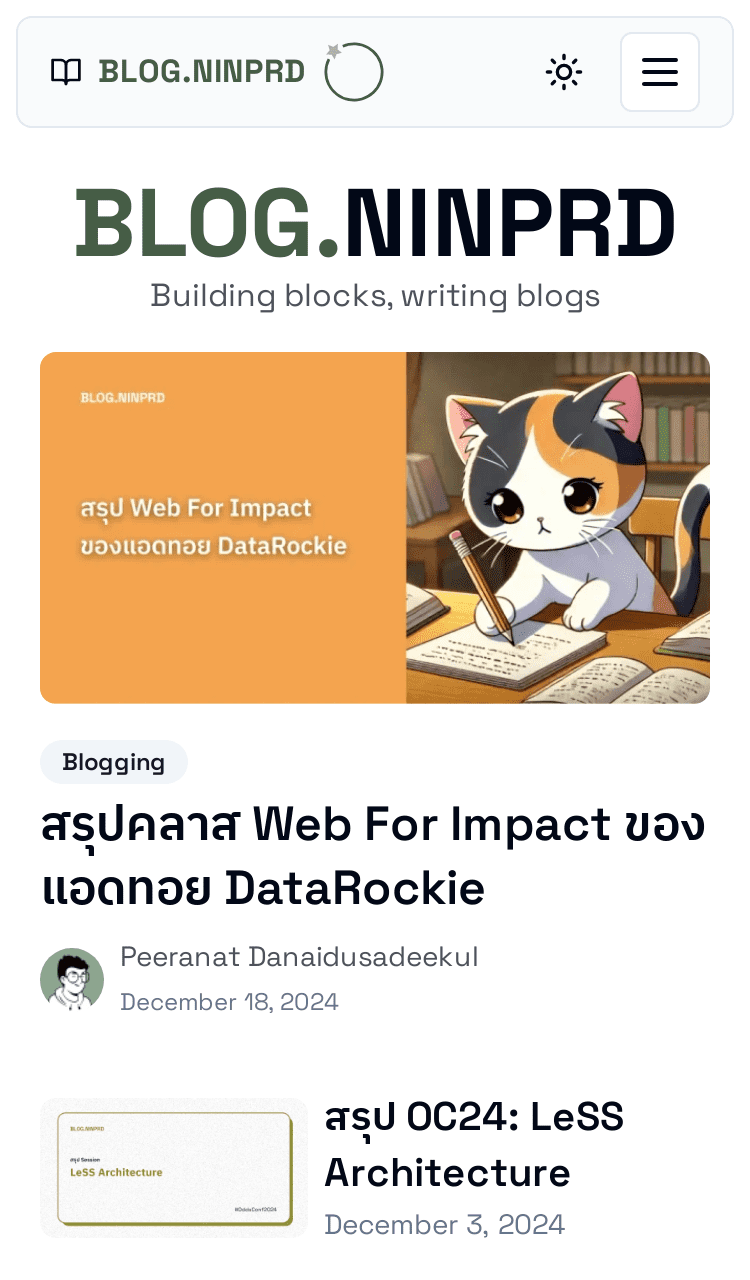 BLOG.NINPRD
BLOG.NINPRD
Building blocks, writing blogs
BLOG.NINPRD
สรุป Web For Impact
ของแอดทอย DataRockie
Blogging
สรุปคลาส Web For Impact ของ
แอดทอย DataRockie
Peeranat Danaidusadeekul
December 18, 2024
BLOG.NINPRD
สรุป Session
LeSS Architecture
#OddsConf2024
สรุป OC24: LeSS
Architecture
December 3, 2024